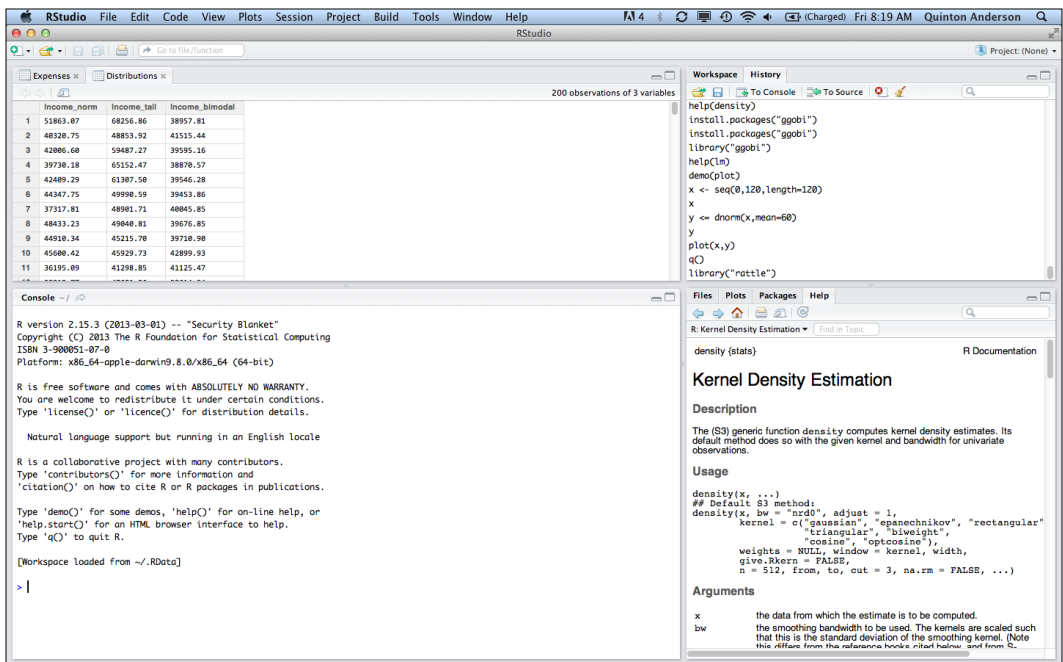 RStudio File Edit Code View Plots Session Project Build Tools Window Help 4 (Charged) Fri 8:19 AM Quinton Anderson
RStudio
Go to file/function Project: (None)
Expenses × Distributions ×
200 observations of 3 variables
Income_norm Income_tail Income_bimodal
1 51863.07 68256.86 38957.81
2 40320.75 48853.92 41515.44
3 42006.60 59487.27 39595.16
4 39730.18 65152.47 38870.57
5 42409.29 61307.50 39546.28
6 44347.75 49990.59 39453.86
7 37317.81 48901.71 40045.85
8 48433.23 49040.81 39676.85
9 44910.34 45215.70 39710.90
10 45600.42 45929.73 42899.93
11 36195.09 41298.85 41125.47
Console ~/
R version 2.15.3 (2013-03-01) -- "Security Blanket"
Copyright (C) 2013 The R Foundation for Statistical Computing
ISBN 3-900051-07-0
Platform: x86_64-apple-darwin9.8.0/x86_64 (64-bit)
R is free software and comes with ABSOLUTELY NO WARRANTY.
You are welcome to redistribute it under certain conditions.
Type 'license()' or 'licence()' for distribution details.
Natural language support but running in an English locale
R is a collaborative project with many contributors.
Type 'contributors()' for more information and
'citation()' on how to cite R or R packages in publications.
Type 'demo()' for some demos, 'help()' for on-line help, or
'help.start()' for an HTML browser interface to help.
Type 'q()' to quit R.
[Workspace loaded from ~/.RData]
>
Workspace History
To Console To Source
help(density)
install.packages("ggobi")
install.packages("ggobi")
library("ggobi")
help(lm)
demo(plot)
x <- seq(0,120,length=120)
x
y <= dnorm(x,mean=60)
y
plot(x,y)
q()
library("rattle")
Files Plots Packages Help
R: Kernel Density Estimation Find in Topic
density {stats} R Documentation
Kernel Density Estimation
Description
The (S3) generic function density computes kernel density estimates. Its
default method does so with the given kernel and bandwidth for univariate
observations.
Usage
density(x, ...)
## Default S3 method:
density(x, bw = "nrd0", adjust = 1,
kernel = c("gaussian", "epanechnikov", "rectangular"
"triangular", "biweight",
"cosine", "optcosine"),
weights = NULL, window = kernel, width,
give.Rkern = FALSE,
n = 512, from, to, cut = 3, na.rm = FALSE, ...)
Arguments
x the data from which the estimate is to be computed.
bw the smoothing bandwidth to be used. The kernels are scaled such
that this is the standard deviation of the smoothing kernel. (Note
this differs from the reference books cited below, and from S-